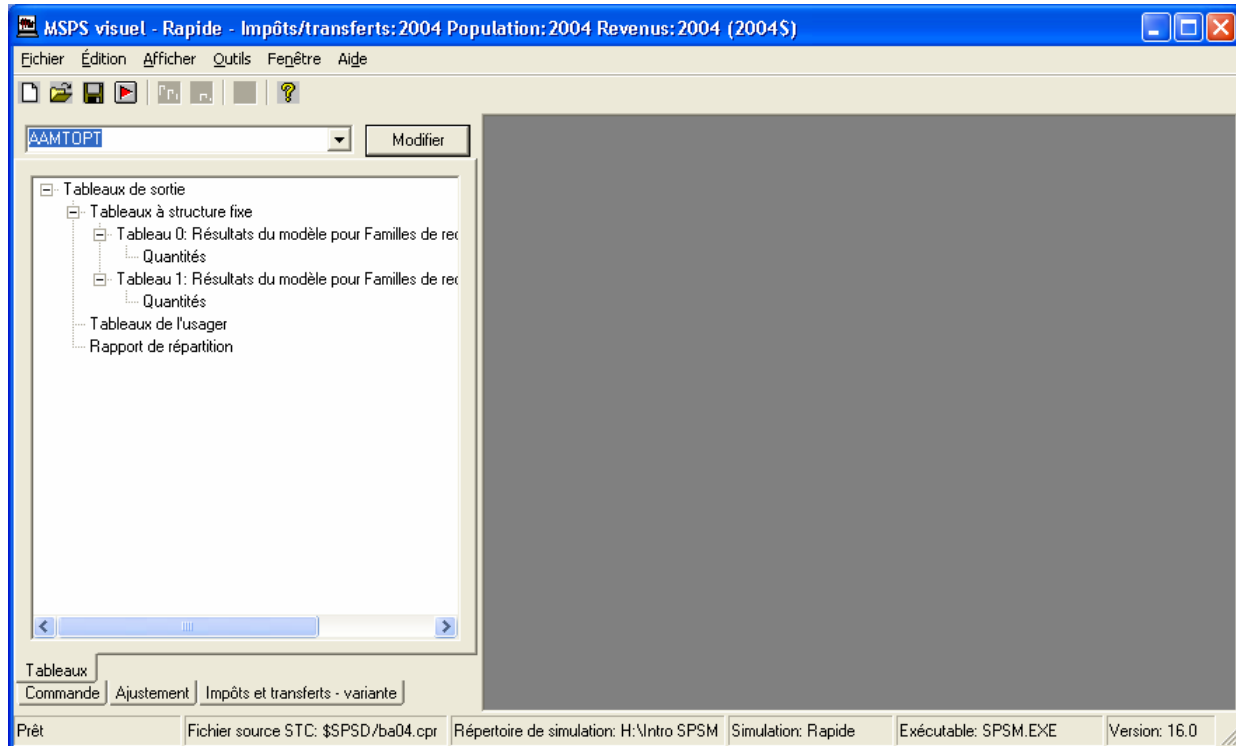 MSPS visuel - Rapide - Impôts/transferts: 2004 Population: 2004 Revenus: 2004 (2004$)
Fichier Édition Afficher Outils Fenêtre Aide
AAMTOPT
Modifier
Tableaux de sortie
Tableaux à structure fixe
Tableau 0: Résultats du modèle pour Familles de rec
Quantités
Tableau 1: Résultats du modèle pour Familles de rec
Quantités
Tableaux de l'usager
Rapport de répartition
Tableaux
Commande Ajustement Impôts et transferts - variante
Prêt Fichier source STC: $SPSD/ba04.cpr Répertoire de simulation: H:\Intro SPSM Simulation: Rapide Exécutable: SPSM.EXE Version: 16.0